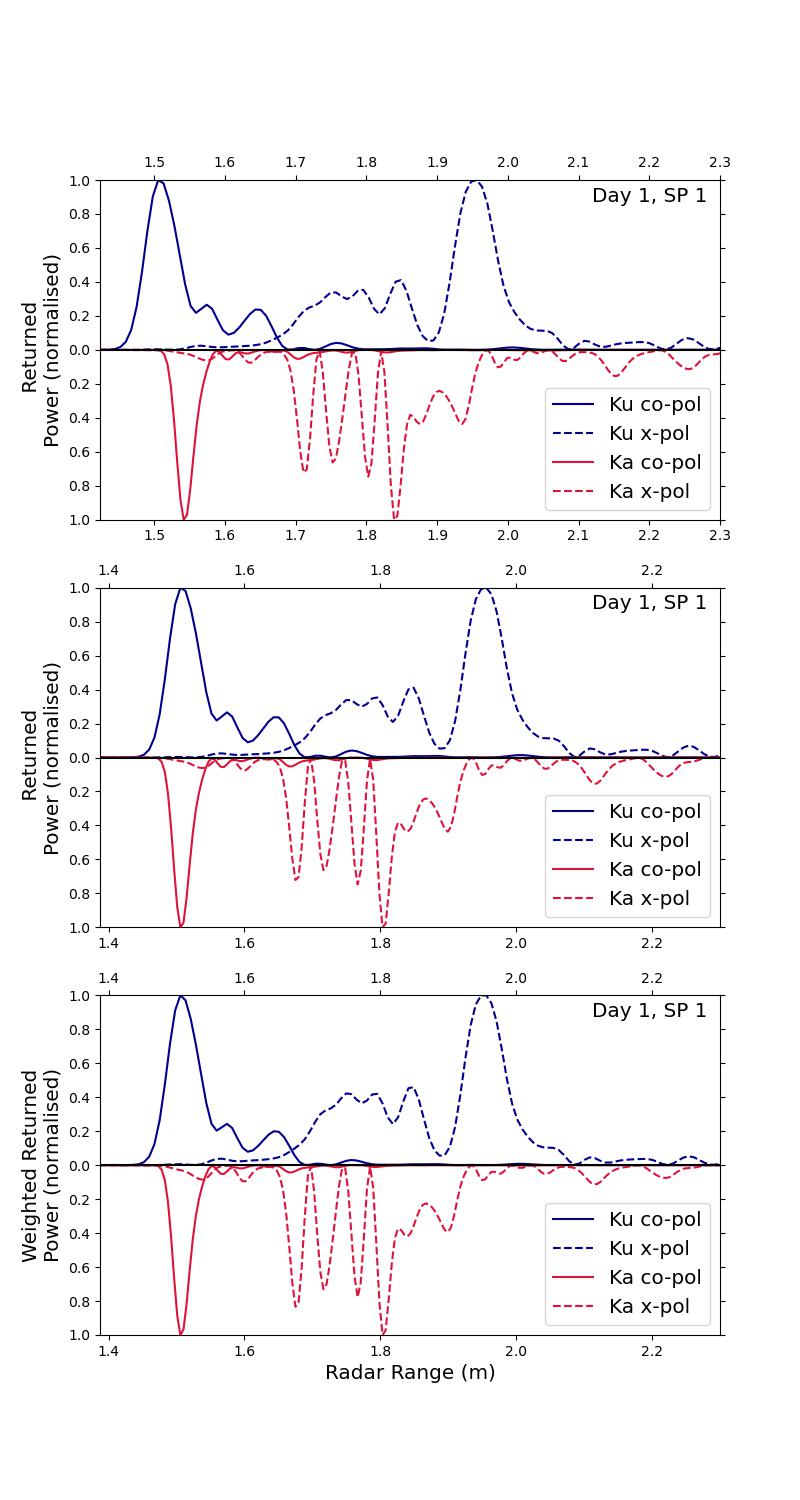 1.5 1.6 1.7 1.8 1.9 2.0 2.1 2.2 2.3
Day 1, SP 1
Returned
Power (normalised)
1.0
0.8
0.6
0.4
0.2
0.0
0.2
0.4
0.6
0.8
1.0
Ku co-pol
Ku x-pol
Ka co-pol
Ka x-pol
1.5 1.6 1.7 1.8 1.9 2.0 2.1 2.2 2.3
1.4 1.6 1.8 2.0 2.2
Day 1, SP 1
Returned
Power (normalised)
1.0
0.8
0.6
0.4
0.2
0.0
0.2
0.4
0.6
0.8
1.0
Ku co-pol
Ku x-pol
Ka co-pol
Ka x-pol
1.4 1.6 1.8 2.0 2.2
1.4 1.6 1.8 2.0 2.2
Day 1, SP 1
Weighted Returned
Power (normalised)
1.0
0.8
0.6
0.4
0.2
0.0
0.2
0.4
0.6
0.8
1.0
Ku co-pol
Ku x-pol
Ka co-pol
Ka x-pol
1.4 1.6 1.8 2.0 2.2
Radar Range (m)